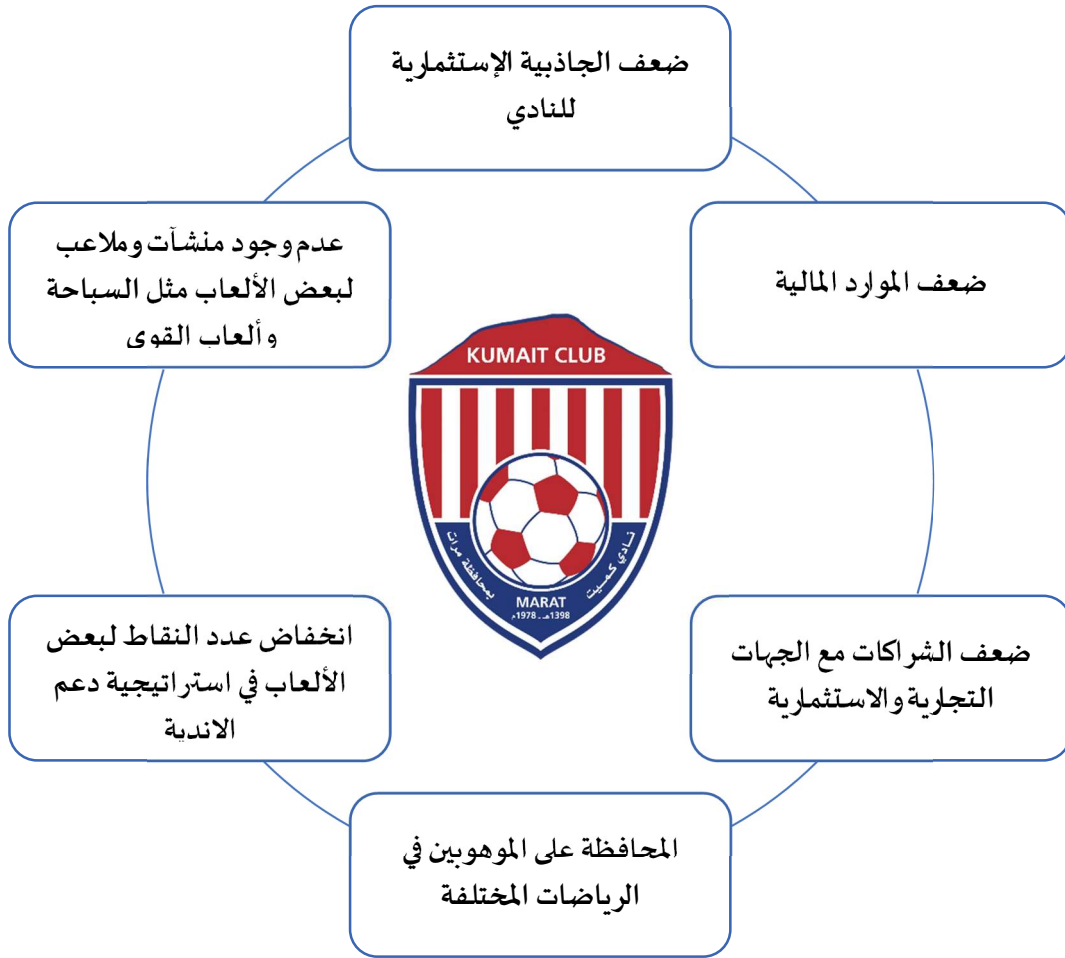 ضعف الجاذبية الإستثمارية
للنادي
ضعف الموارد المالية
عدم وجود منشآت وملاعب
لبعض الألعاب مثل السباحة
وألعاب القوى
KUMAIT CLUB
نادي كميت
بمحافظة مرات
MARAT
1398هـ ـ 1978م
ضعف الشراكات مع الجهات
التجارية والاستثمارية
انخفاض عدد النقاط لبعض
الألعاب في استراتيجية دعم
الاندية
المحافظة على الموهوبين في
الرياضات المختلفة